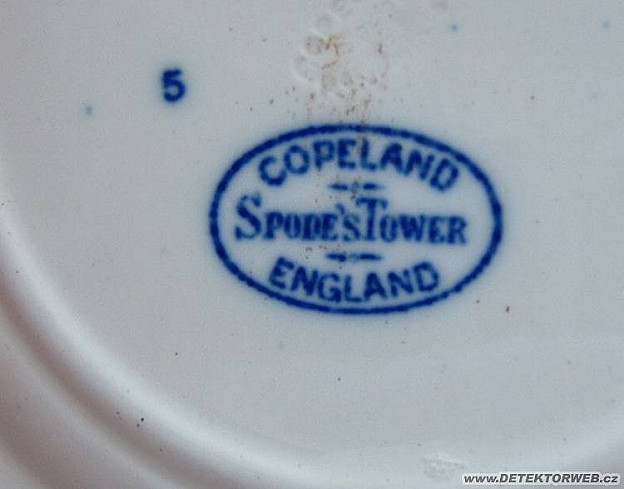 5
COPELAND
SPODE'S TOWER
ENGLAND
www.DETEKTORWEB.cz